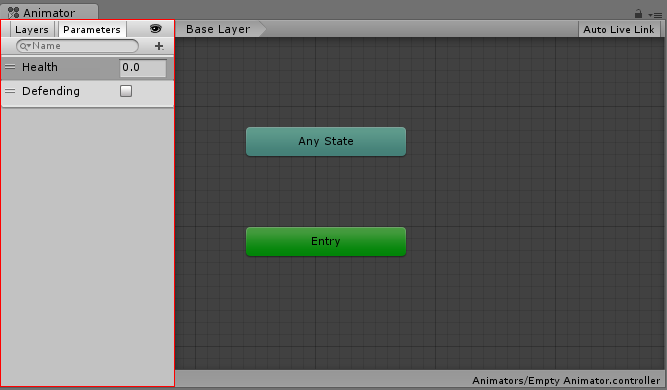 Animator
Layers Parameters Base Layer Auto Live Link
Name
Health 0.0
Defending
Any State
Entry
Animators/Empty Animator.controller